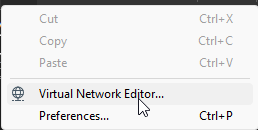 Cut Ctrl+X
Copy Ctrl+C
Paste Ctrl+V
Virtual Network Editor...
Preferences... Ctrl+P